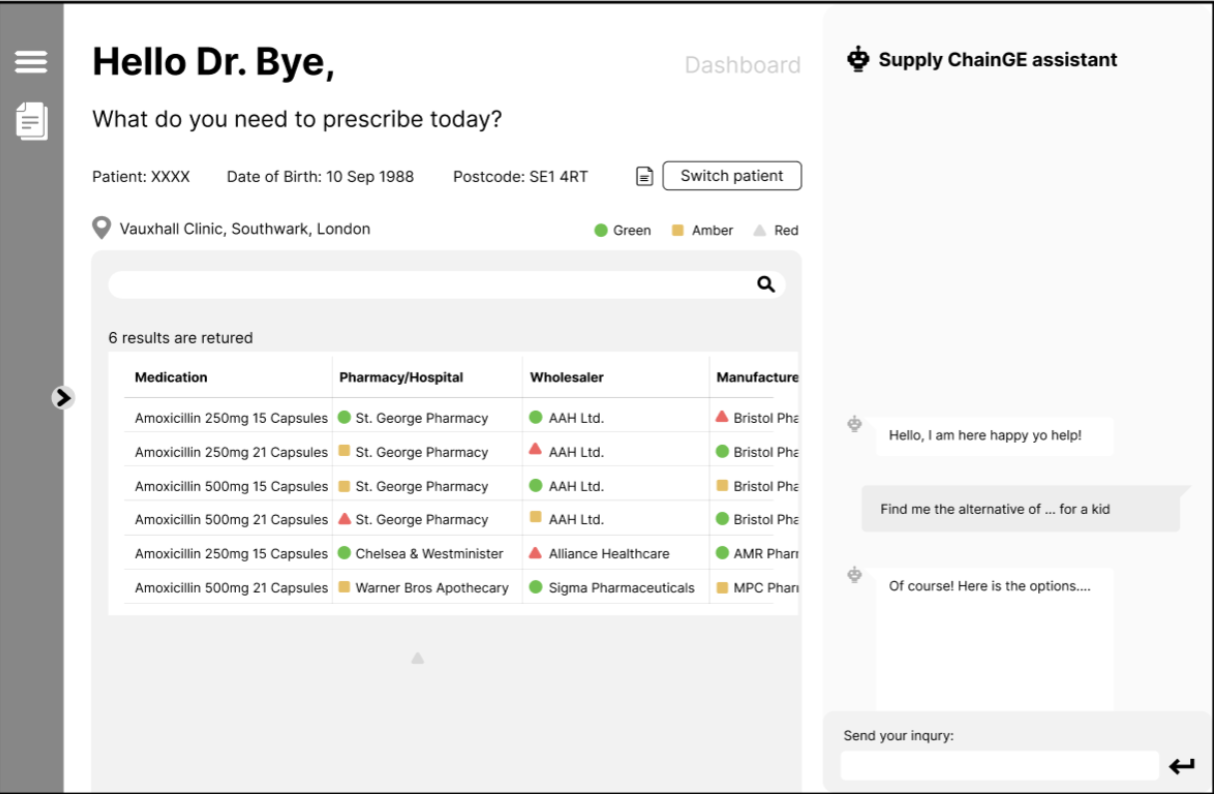 Hello Dr. Bye,
Dashboard
What do you need to prescribe today?
Patient: XXXX Date of Birth: 10 Sep 1988 Postcode: SE1 4RT Switch patient
Vauxhall Clinic, Southwark, London Green Amber Red
6 results are retured
Medication Pharmacy/Hospital Wholesaler Manufacture
Amoxicillin 250mg 15 Capsules St. George Pharmacy AAH Ltd. Bristol Pha
Amoxicillin 250mg 21 Capsules St. George Pharmacy AAH Ltd. Bristol Pha
Amoxicillin 500mg 15 Capsules St. George Pharmacy AAH Ltd. Bristol Pha
Amoxicillin 500mg 21 Capsules St. George Pharmacy AAH Ltd. Bristol Pha
Amoxicillin 250mg 15 Capsules Chelsea & Westminister Alliance Healthcare AMR Pharm
Amoxicillin 500mg 21 Capsules Warner Bros Apothecary Sigma Pharmaceuticals MPC Pharm
Supply ChainGE assistant
Hello, I am here happy yo help!
Find me the alternative of ... for a kid
Of course! Here is the options....
Send your inqury: